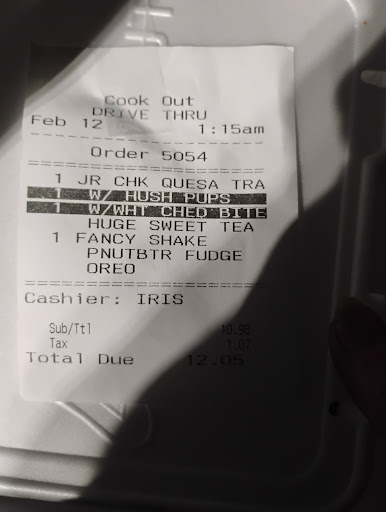 Cook Out
DRIVE THRU
Feb 12 1:15am
Order 5054
1 JR CHK QUESA TRA
1 W/ HUSH PUPS
1 W/WHT CHED BITE
HUGE SWEET TEA
1 FANCY SHAKE
PNUTBTR FUDGE
OREO
Cashier: IRIS
Sub/Ttl 10.98
Tax 1.07
Total Due 12.05